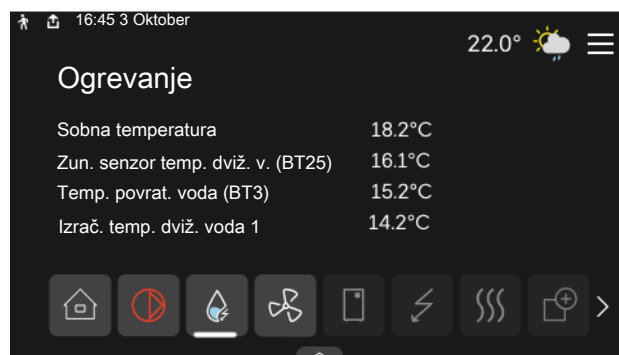 16:45 3 Oktober
22.0°
Ogrevanje
Sobna temperatura 18.2°C
Zun. senzor temp. dviž. v. (BT25) 16.1°C
Temp. povrat. voda (BT3) 15.2°C
Izrač. temp. dviž. voda 1 14.2°C